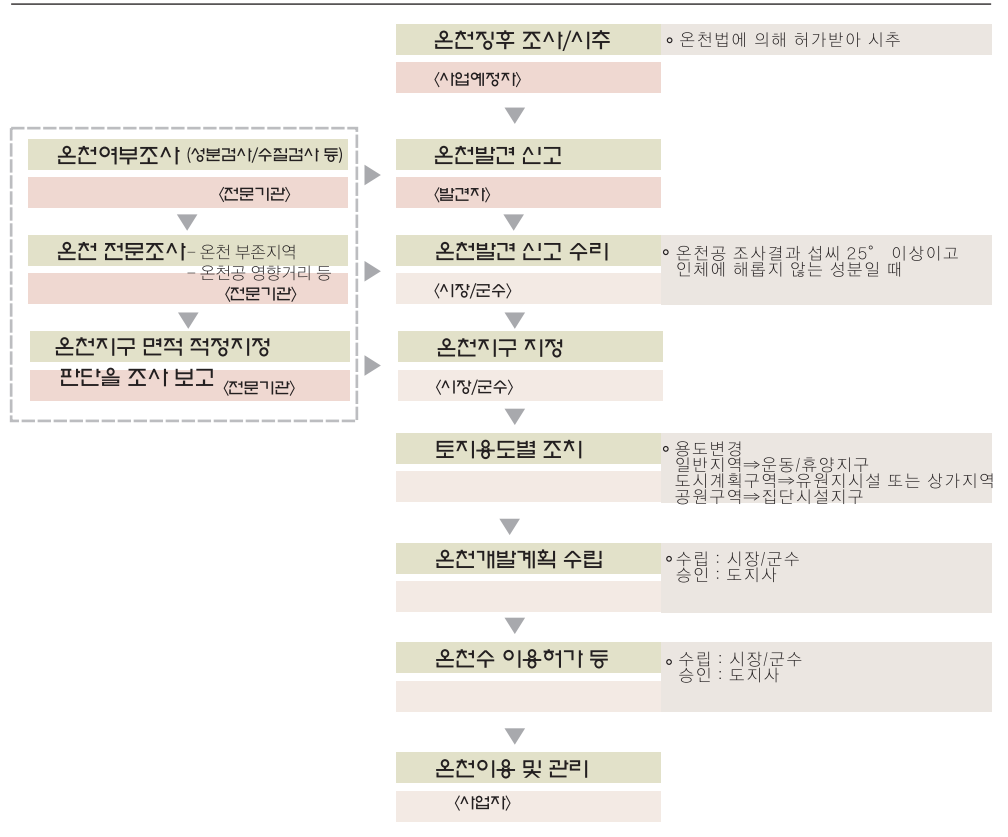 온천징후 조사/시추
∘ 온천법에 의해 허가받아 시추
〈사업예정자〉
온천여부조사 (성분검사/수질검사 등)
〈전문기관〉
온천발견 신고
〈발견자〉
온천 전문조사 – 온천 부존지역
– 온천공 영향거리 등
〈전문기관〉
온천발견 신고 수리
〈시장/군수〉
∘ 온천공 조사결과 섭씨 25° 이상이고
인체에 해롭지 않는 성분일 때
온천지구 면적 적정지정
판단을 조사 보고 〈전문기관〉
온천지구 지정
〈시장/군수〉
토지용도별 조치
∘ 용도변경
일반지역⇒운동/휴양지구
도시계획구역⇒유원지시설 또는 상가지역
공원구역⇒집단시설지구
온천개발계획 수립
∘ 수립 : 시장/군수
승인 : 도지사
온천수 이용허가 등
∘ 수립 : 시장/군수
승인 : 도지사
온천이용 및 관리
〈사업자〉